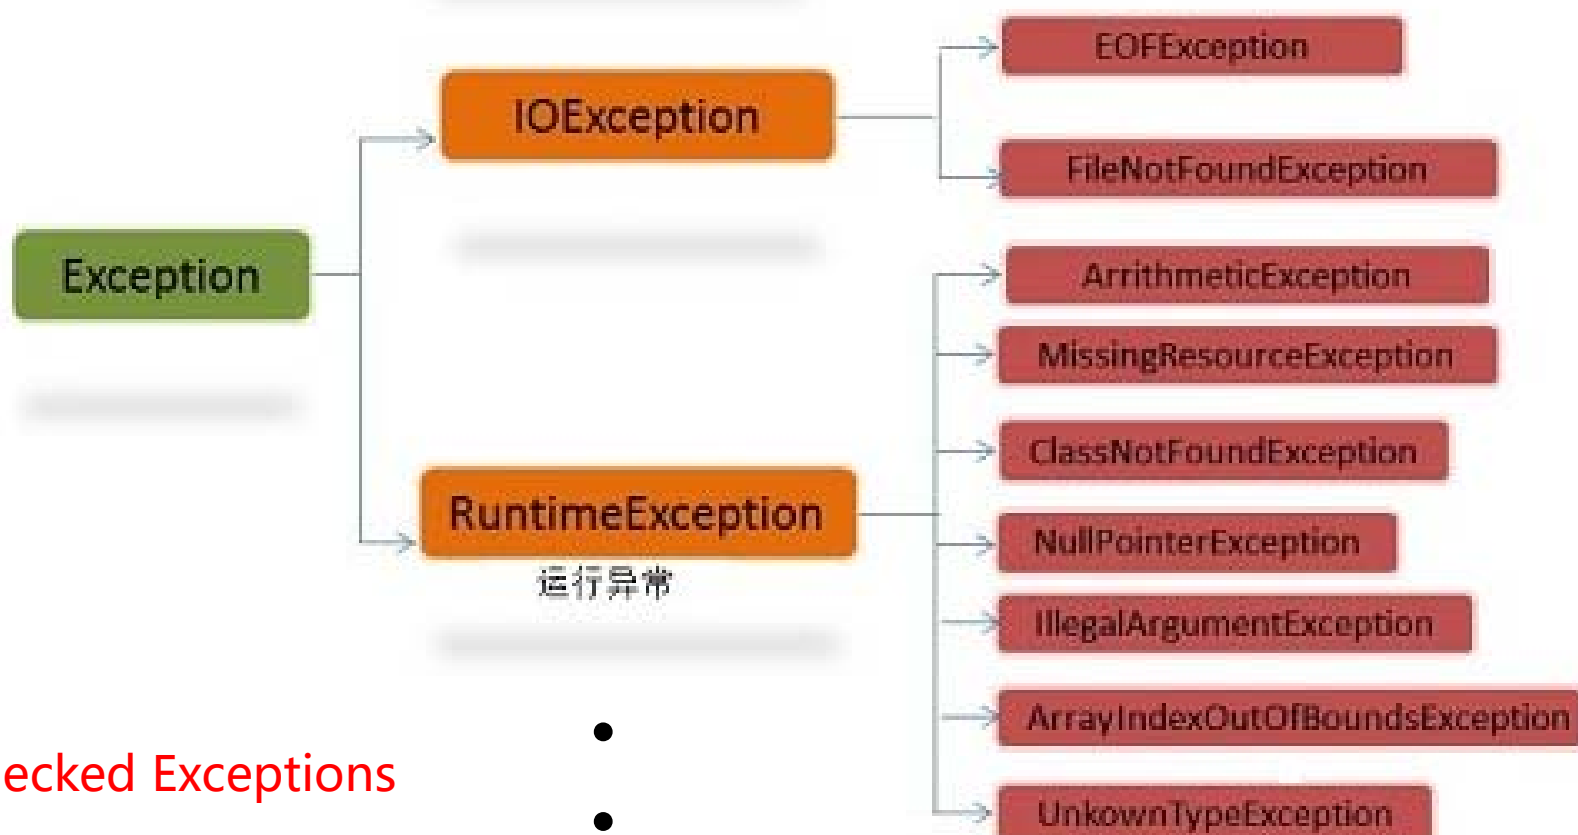 EOFException
IOException
FileNotFoundException
Exception
ArrithmeticException
MissingResourceException
ClassNotFoundException
RuntimeException
NullPointerException
运行异常
IllegalArgumentException
ArrayIndexOutOfBoundsException
ecked Exceptions
UnkownTypeException